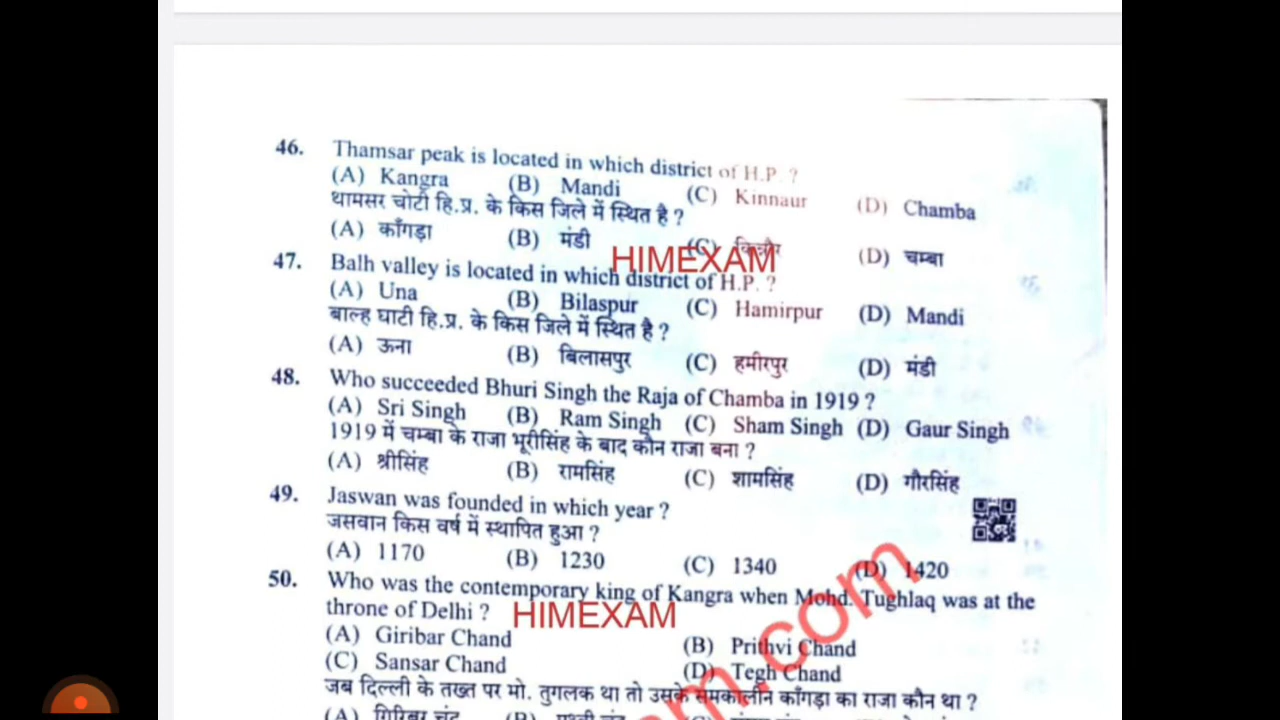 46. Thamsar peak is located in which district of H.P. ?
(A) Kangra (B) Mandi (C) Kinnaur (D) Chamba
थामसर चोटी हि.प्र. के किस जिले में स्थित है ?
(A) काँगड़ा (B) मंडी (C) किन्नौर (D) चम्बा
HIMEXAM
47. Balh valley is located in which district of H.P. ?
(A) Una (B) Bilaspur (C) Hamirpur (D) Mandi
बाल्ह घाटी हि.प्र. के किस जिले में स्थित है ?
(A) ऊना (B) बिलासपुर (C) हमीरपुर (D) मंडी
48. Who succeeded Bhuri Singh the Raja of Chamba in 1919 ?
(A) Sri Singh (B) Ram Singh (C) Sham Singh (D) Gaur Singh
1919 में चम्बा के राजा भूरीसिंह के बाद कौन राजा बना ?
(A) श्रीसिंह (B) रामसिंह (C) शामसिंह (D) गौरसिंह
49. Jaswan was founded in which year ?
जसवान किस वर्ष में स्थापित हुआ ?
(A) 1170 (B) 1230 (C) 1340 (D) 1420
50. Who was the contemporary king of Kangra when Mohd. Tughlaq was at the
throne of Delhi ?
HIMEXAM
(A) Giribar Chand (B) Prithvi Chand
(C) Sansar Chand (D) Tegh Chand
जब दिल्ली के तख्त पर मो. तुगलक था तो उसके समकालीन काँगड़ा का राजा कौन था ?
(A) गिरिबर चंद (B)
m.com